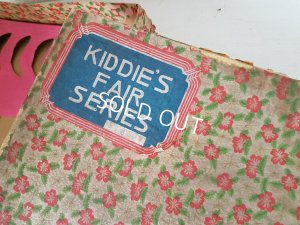 KIDDIE'S
FAIR
SERIES
SOLD OUT